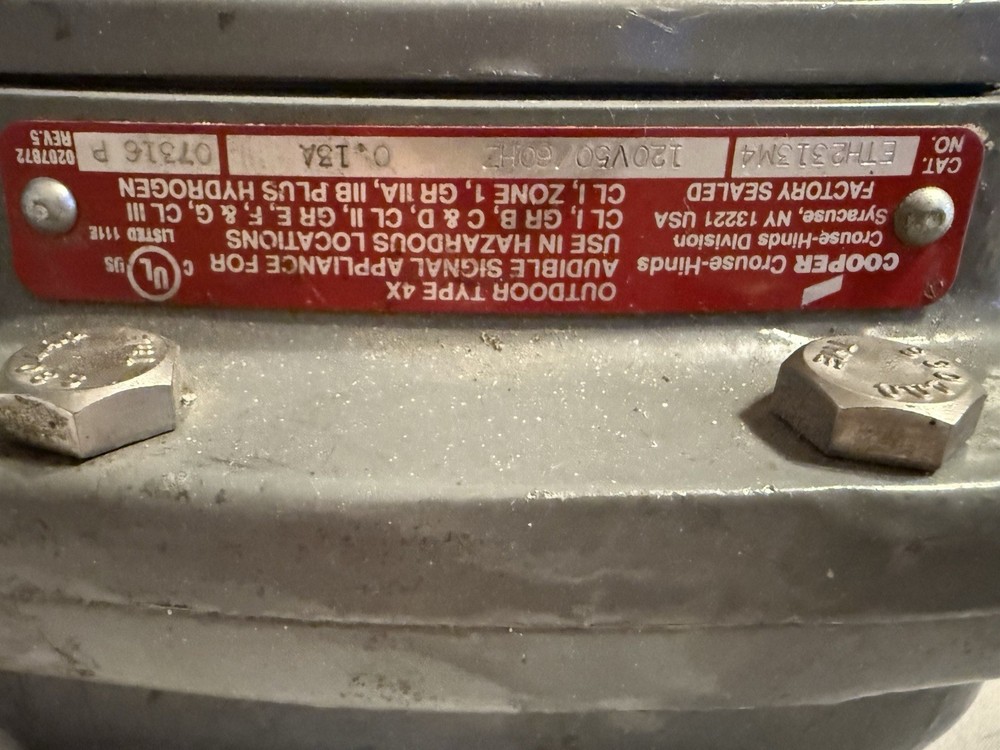 COOPER Crouse-Hinds
Crouse-Hinds Division
Syracuse, NY 13221 USA
FACTORY SEALED
OUTDOOR TYPE 4X
AUDIBLE SIGNAL APPLIANCE FOR
USE IN HAZARDOUS LOCATIONS
CL I, GR B, C & D, CL II, GR E, F, & G, CL III
CL I, ZONE 1, GR IIA, IIB PLUS HYDROGEN
C UL US
LISTED 111E
CAT. NO.
ETH2313M4
120V50/60HZ
0.13A
07316 P
0207872
REV.5